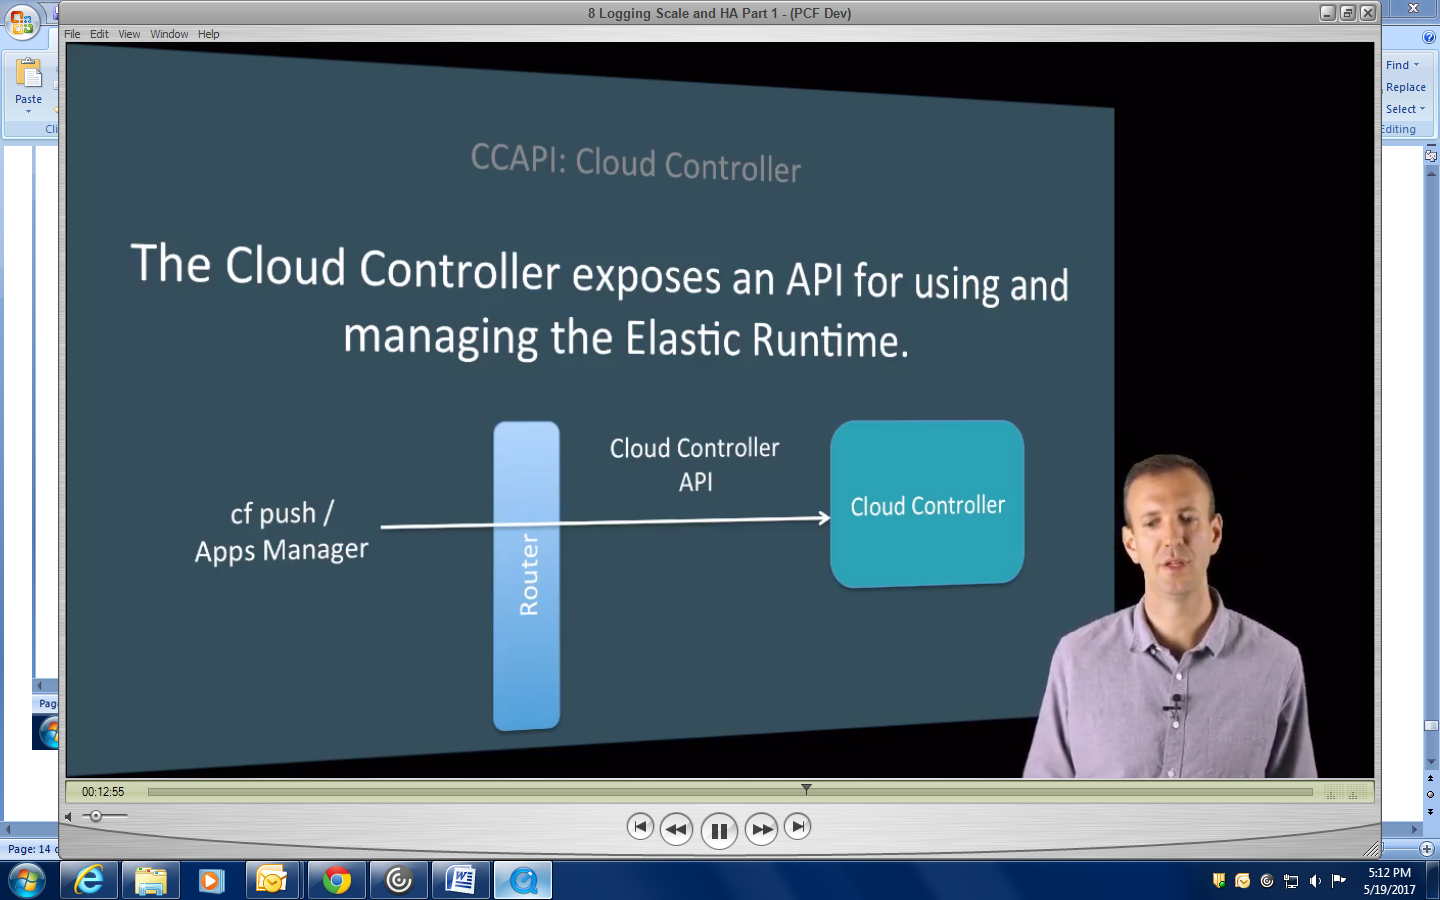 8 Logging Scale and HA Part 1 - (PCF Dev)
File Edit View Window Help
Paste
Find
Replace
Select
Editing
CCAPI: Cloud Controller
The Cloud Controller exposes an API for using and
managing the Elastic Runtime.
Cloud Controller
API
cf push /
Apps Manager
Router
Cloud Controller
00:12:55
Page: 14
5:12 PM
5/19/2017